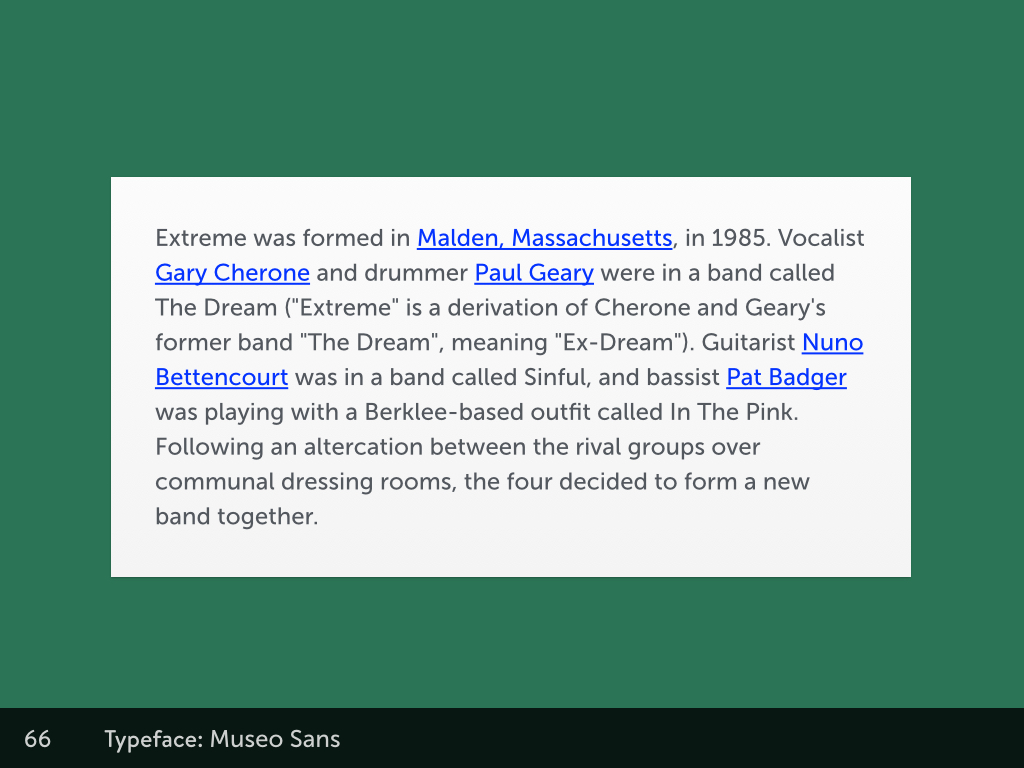 Extreme was formed in Malden, Massachusetts, in 1985. Vocalist
Gary Cherone and drummer Paul Geary were in a band called
The Dream ("Extreme" is a derivation of Cherone and Geary's
former band "The Dream", meaning "Ex-Dream"). Guitarist Nuno
Bettencourt was in a band called Sinful, and bassist Pat Badger
was playing with a Berklee-based outfit called In The Pink.
Following an altercation between the rival groups over
communal dressing rooms, the four decided to form a new
band together.
66 Typeface: Museo Sans